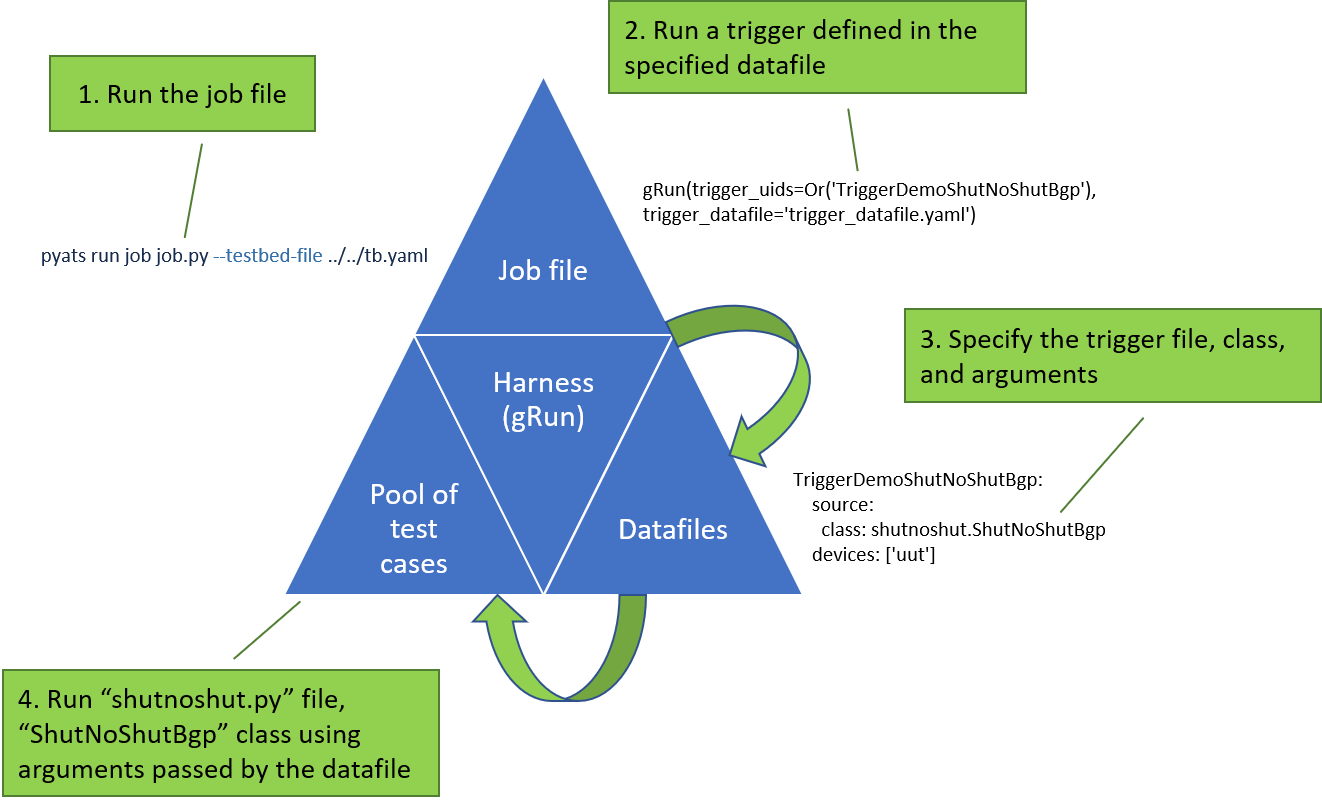 1. Run the job file
2. Run a trigger defined in the
specified datafile
gRun(trigger_uids=Or('TriggerDemoShutNoShutBgp'),
trigger_datafile='trigger_datafile.yaml')
pyats run job job.py --testbed-file ../../tb.yaml
Job file
3. Specify the trigger file, class,
and arguments
Harness
(gRun)
Pool of
test
cases
Datafiles
TriggerDemoShutNoShutBgp:
source:
class: shutnoshut.ShutNoShutBgp
devices: ['uut']
4. Run “shutnoshut.py” file,
“ShutNoShutBgp” class using
arguments passed by the datafile